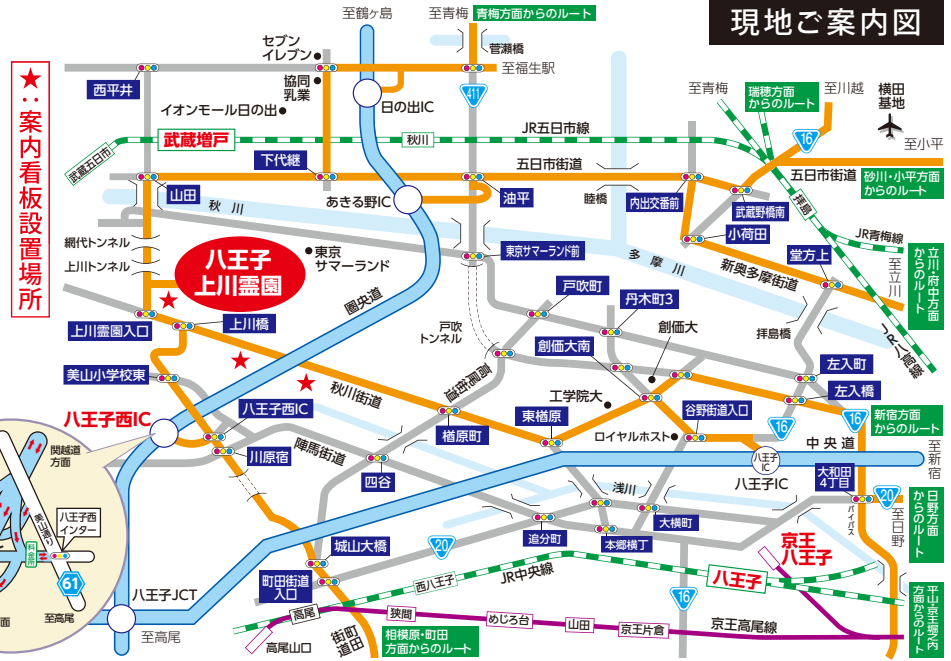 現地ご案内図
★：案内看板設置場所
至鶴ヶ島
至青梅
青梅方面からのルート
菅瀬橋
セブン
イレブン
至福生駅
西平井
協同
乳業
日の出IC
411
イオンモール日の出
至青梅
瑞穂方面
からのルート
至川越
横田
基地
16
武蔵五日市
武蔵増戸
秋川
JR五日市線
至小平
下代継
五日市街道
五日市街道
砂川・小平方面
からのルート
山田
あきる野IC
油平
睦橋
内出交番前
武蔵野橋南
拝島
秋川
小荷田
JR青梅線
網代トンネル
上川トンネル
八王子
上川霊園
東京
サマーランド
東京サマーランド前
多摩川
新奥多摩街道
堂方上
至立川
立川・府中方面
からのルート
圏央道
戸吹町
丹木町3
上川霊園入口
上川橋
戸吹
トンネル
創価大
創価大南
拝島橋
JR八高線
美山小学校東
高尾街道
左入町
秋川街道
工学院大
左入橋
八王子西IC
八王子西IC
東楢原
谷野街道入口
16
16
新宿方面
からのルート
楢原町
ロイヤルホスト
中央道
至新宿
関越道
方面
川原宿
陣馬街道
四谷
八王子
IC
八王子IC
大和田
4丁目
浅川
20
日野方面
からのルート
美山通り
八王子西
インター
バイパス
至日野
大横町
追分町
本郷横丁
京王
八王子
料金所
城山大橋
20
61
町田街道
入口
西八王子
JR中央線
八王子
八王子JCT
16
平山・京王堀之内
方面からのルート
至高尾
面
高尾
狭間
めじろ台
山田
京王片倉
京王高尾線
至高尾
高尾山口
町田街道
相模原・町田
方面からのルート